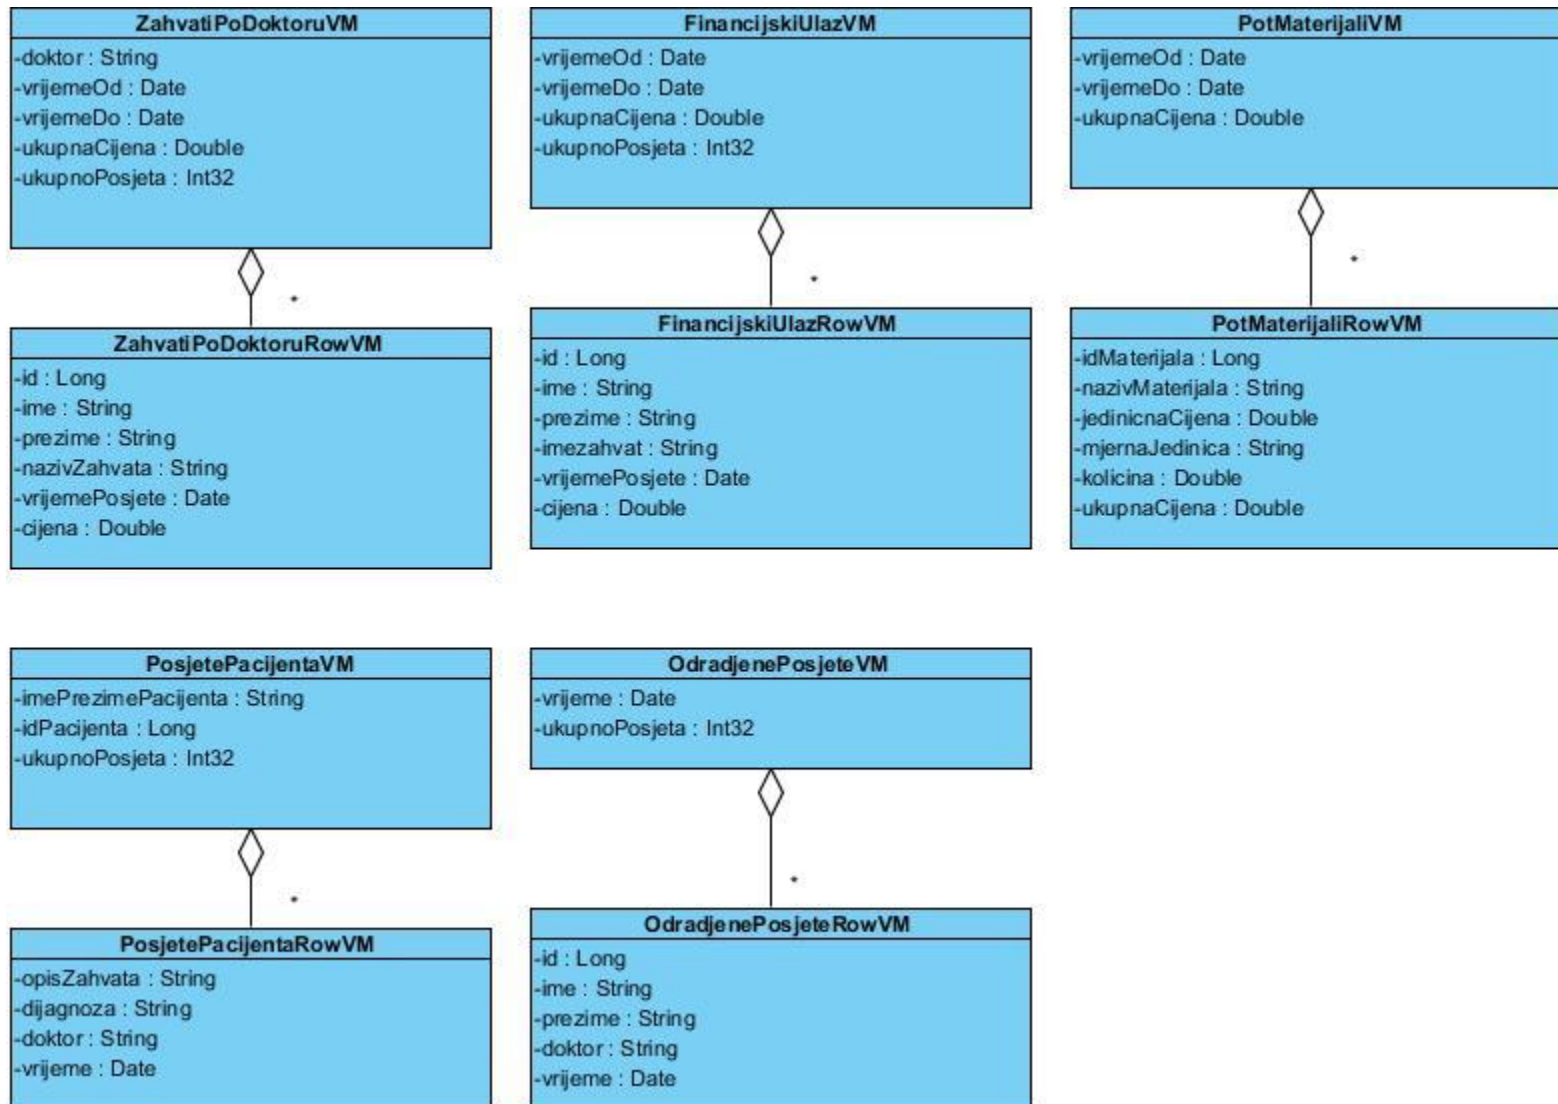 ZahvatiPoDoktoruVM
-doktor : String
-vrijemeOd : Date
-vrijemeDo : Date
-ukupnaCijena : Double
-ukupnoPosjeta : Int32
*
ZahvatiPoDoktoruRowVM
-id : Long
-ime : String
-prezime : String
-nazivZahvata : String
-vrijemePosjete : Date
-cijena : Double
FinancijskiUlazVM
-vrijemeOd : Date
-vrijemeDo : Date
-ukupnaCijena : Double
-ukupnoPosjeta : Int32
*
FinancijskiUlazRowVM
-id : Long
-ime : String
-prezime : String
-imezahvat : String
-vrijemePosjete : Date
-cijena : Double
PotMaterijaliVM
-vrijemeOd : Date
-vrijemeDo : Date
-ukupnaCijena : Double
*
PotMaterijaliRowVM
-idMaterijala : Long
-nazivMaterijala : String
-jedinicnaCijena : Double
-mjernaJedinica : String
-kolicina : Double
-ukupnaCijena : Double
PosjetePacijentaVM
-imePrezimePacijenta : String
-idPacijenta : Long
-ukupnoPosjeta : Int32
*
PosjetePacijentaRowVM
-opisZahvata : String
-dijagnoza : String
-doktor : String
-vrijeme : Date
OdradjenePosjeteVM
-vrijeme : Date
-ukupnoPosjeta : Int32
*
OdradjenePosjeteRowVM
-id : Long
-ime : String
-prezime : String
-doktor : String
-vrijeme : Date